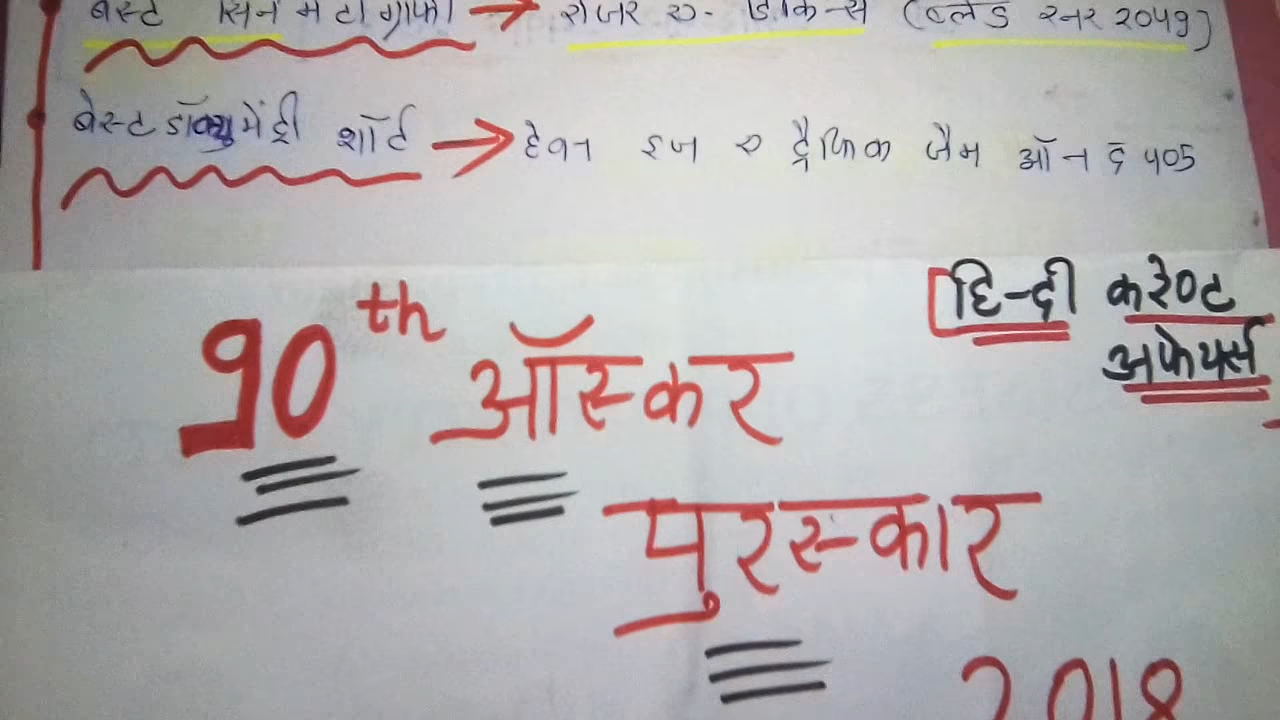 बेस्ट सिनेमेटोग्राफी → रोजर ए. डीकिन्स (ब्लेड रनर 2049)
बेस्ट डॉक्युमेंट्री शॉर्ट → हेवन इज ए ट्रैफिक जैम ऑन द 405
हिन्दी करेण्ट
अफेयर्स
90th ऑस्कर
पुरस्कार
2018